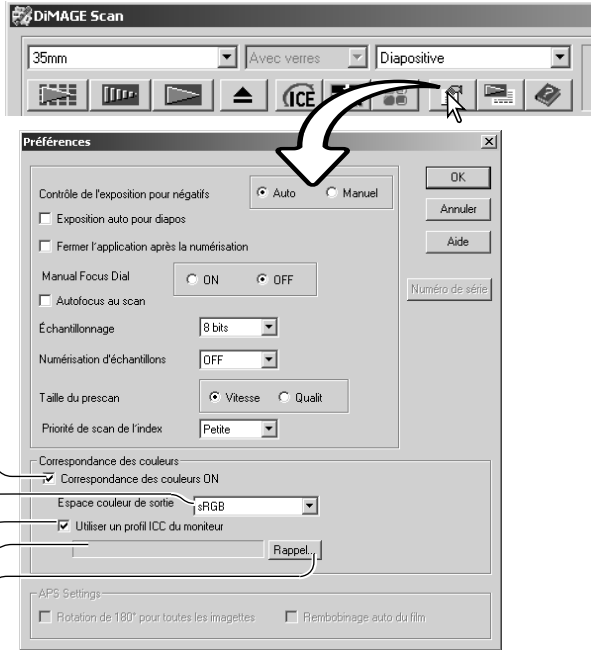 DiMAGE Scan
35mm Avec verres Diapositive
ICE
Préférences
Contrôle de l'exposition pour négatifs Auto Manuel
Exposition auto pour diapos
Fermer l'application après la numérisation
Manual Focus Dial ON OFF
Autofocus au scan
Échantillonnage 8 bits
Numérisation d'échantillons OFF
Taille du prescan Vitesse Qualit
Priorité de scan de l'index Petite
OK
Annuler
Aide
Numéro de série
Correspondance des couleurs
Correspondance des couleurs ON
Espace couleur de sortie sRGB
Utiliser un profil ICC du moniteur
Rappel...
APS Settings
Rotation de 180° pour toutes les imagettes Rembobinage auto du film